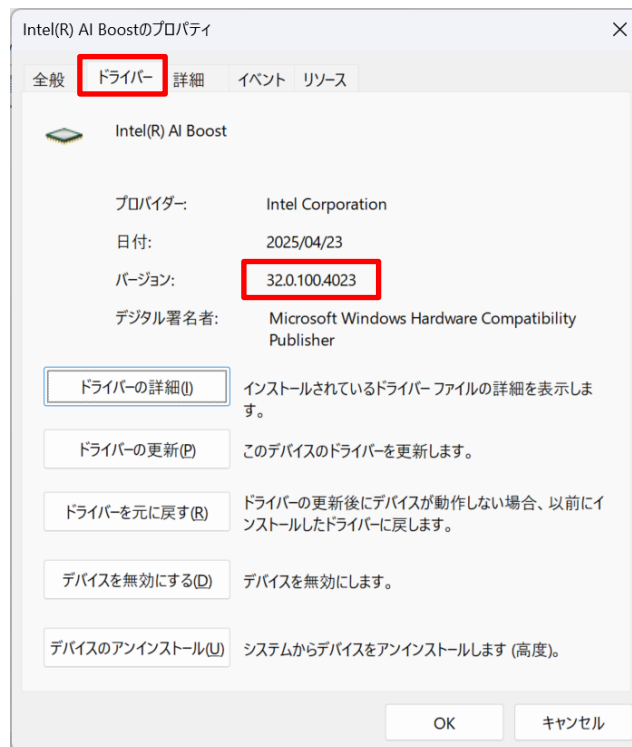 Intel(R) AI Boostのプロパティ
全般 ドライバー 詳細 イベント リソース
Intel(R) AI Boost
プロバイダー: Intel Corporation
日付: 2025/04/23
バージョン: 32.0.100.4023
デジタル署名者: Microsoft Windows Hardware Compatibility
Publisher
ドライバーの詳細(I) インストールされているドライバー ファイルの詳細を表示しま
す。
ドライバーの更新(P) このデバイスのドライバーを更新します。
ドライバーを元に戻す(R) ドライバーの更新後にデバイスが動作しない場合、以前にイ
ンストールしたドライバーに戻します。
デバイスを無効にする(D) デバイスを無効にします。
デバイスのアンインストール(U) システムからデバイスをアンインストールします (高度)。
OK キャンセル